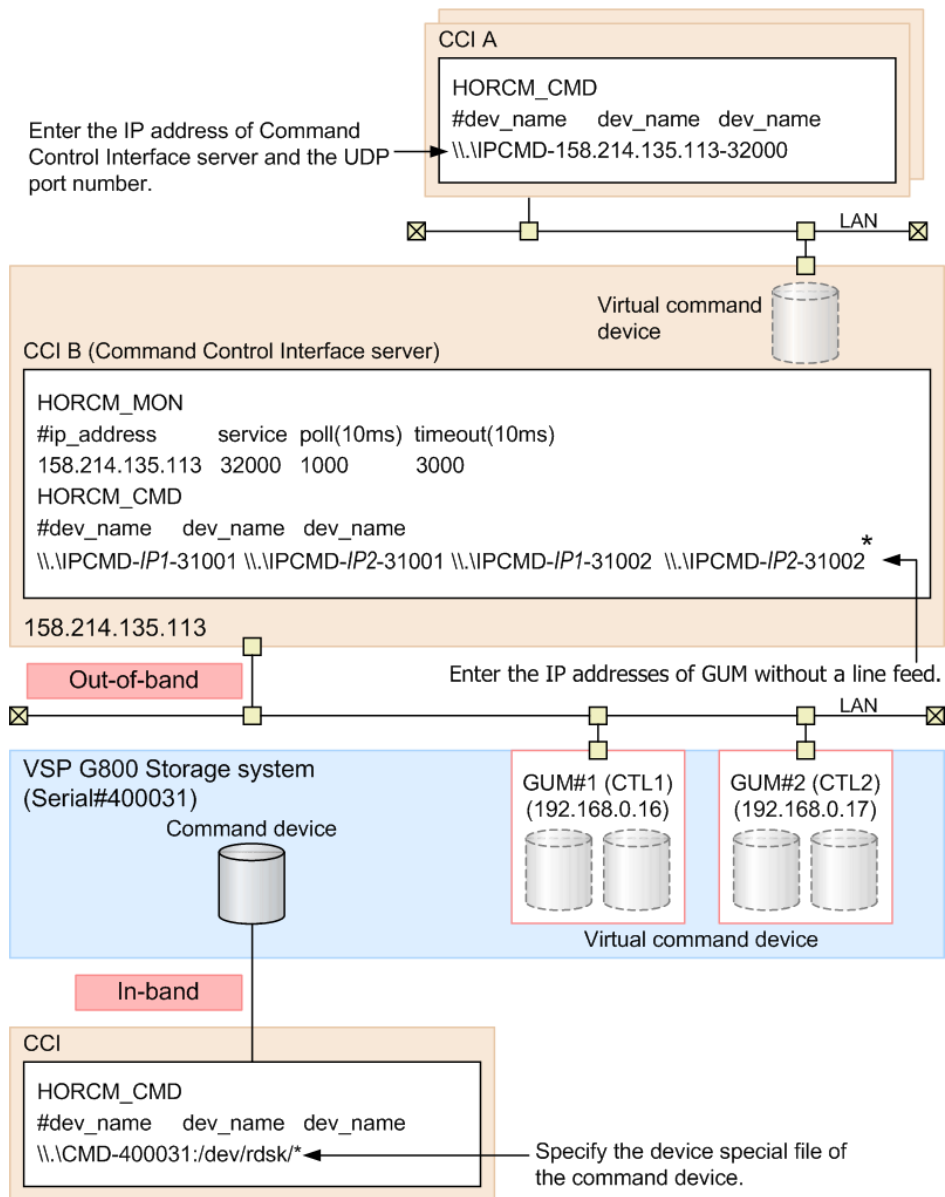 CCI A
HORCM_CMD
#dev_name dev_name dev_name
\\.\IPCMD-158.214.135.113-32000
Enter the IP address of Command
Control Interface server and the UDP
port number.
LAN
Virtual command
device
CCI B (Command Control Interface server)
HORCM_MON
#ip_address service poll(10ms) timeout(10ms)
158.214.135.113 32000 1000 3000
HORCM_CMD
#dev_name dev_name dev_name
\\.\IPCMD-IP1-31001 \\.\IPCMD-IP2-31001 \\.\IPCMD-IP1-31002 \\.\IPCMD-IP2-31002*
158.214.135.113
Enter the IP addresses of GUM without a line feed.
Out-of-band
LAN
VSP G800 Storage system
(Serial#400031)
Command device
GUM#1 (CTL1)
(192.168.0.16)
GUM#2 (CTL2)
(192.168.0.17)
Virtual command device
In-band
CCI
HORCM_CMD
#dev_name dev_name dev_name
\\.\CMD-400031:/dev/rdsk/*
Specify the device special file of
the command device.